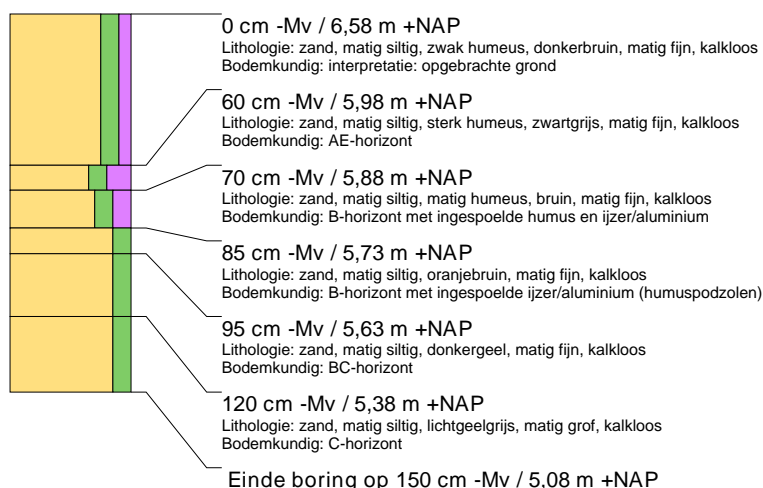 0 cm -Mv / 6,58 m +NAP
Lithologie: zand, matig siltig, zwak humeus, donkerbruin, matig fijn, kalkloos
Bodemkundig: interpretatie: opgebrachte grond
60 cm -Mv / 5,98 m +NAP
Lithologie: zand, matig siltig, sterk humeus, zwartgrijs, matig fijn, kalkloos
Bodemkundig: AE-horizont
70 cm -Mv / 5,88 m +NAP
Lithologie: zand, matig siltig, matig humeus, bruin, matig fijn, kalkloos
Bodemkundig: B-horizont met ingespoelde humus en ijzer/aluminium
85 cm -Mv / 5,73 m +NAP
Lithologie: zand, matig siltig, oranjebruin, matig fijn, kalkloos
Bodemkundig: B-horizont met ingespoelde ijzer/aluminium (humuspodzolen)
95 cm -Mv / 5,63 m +NAP
Lithologie: zand, matig siltig, donkergeel, matig fijn, kalkloos
Bodemkundig: BC-horizont
120 cm -Mv / 5,38 m +NAP
Lithologie: zand, matig siltig, lichtgeelgrijs, matig grof, kalkloos
Bodemkundig: C-horizont
Einde boring op 150 cm -Mv / 5,08 m +NAP